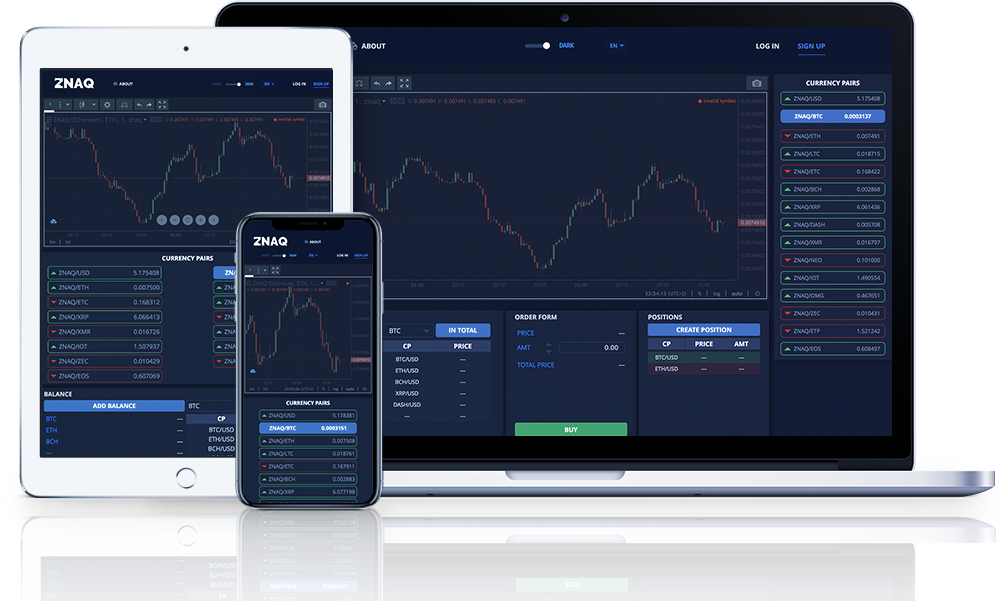 ABOUT
DARK
EN
LOG IN
SIGN UP
0.007491 H 0.007491 L 0.007485 C 0.007491
Invalid symbol
0.0074910
23:54:13 (UTC-1) % log auto
CURRENCY PAIRS
ZNAQ/USD 5.175408
ZNAQ/BTC 0.0003137
ZNAQ/ETH 0.007491
ZNAQ/LTC 0.018715
ZNAQ/ETC 0.168422
ZNAQ/BCH 0.002868
ZNAQ/XRP 6.061436
ZNAQ/DASH 0.005708
ZNAQ/XMR 0.016797
ZNAQ/NEO 0.101000
ZNAQ/IOT 1.490554
ZNAQ/OMG 0.467651
ZNAQ/ZEC 0.010431
ZNAQ/ETP 1.521242
ZNAQ/EOS 0.608497
BTC
IN TOTAL
CP PRICE
BTC/USD ---
ETH/USD ---
BCH/USD ---
XRP/USD ---
DASH/USD ---
--- ---
ORDER FORM
PRICE ---
AMT 0.00
TOTAL PRICE ---
BUY
POSITIONS
CREATE POSITION
CP PRICE AMT
BTC/USD --- ---
ETH/USD --- ---
ZNAQ
ABOUT
DARK
EN
LOG IN
SIGN UP
ZNAQ/Ethereum, ETH, 1, znaq
Invalid symbol
0.0074910
CURRENCY PAIRS
ZNAQ/USD 5.175408
ZNAQ/ETH 0.007500
ZNAQ/ETC 0.168312
ZNAQ/XRP 6.066413
ZNAQ/XMR 0.016726
ZNAQ/IOT 1.507937
ZNAQ/ZEC 0.010429
ZNAQ/EOS 0.607069
BALANCE
ADD BALANCE
BTC ---
ETH ---
BCH ---
BTC
CP
BTC/USD
ETH/USD
BCH/USD
ZNAQ
ABOUT
DARK
EN
LOG IN
SIGN UP
CURRENCY PAIRS
ZNAQ/USD 5.178381
ZNAQ/BTC 0.0003151
ZNAQ/ETH 0.007508
ZNAQ/LTC 0.018761
ZNAQ/ETC 0.167911
ZNAQ/BCH 0.002883
ZNAQ/XRP 6.077198